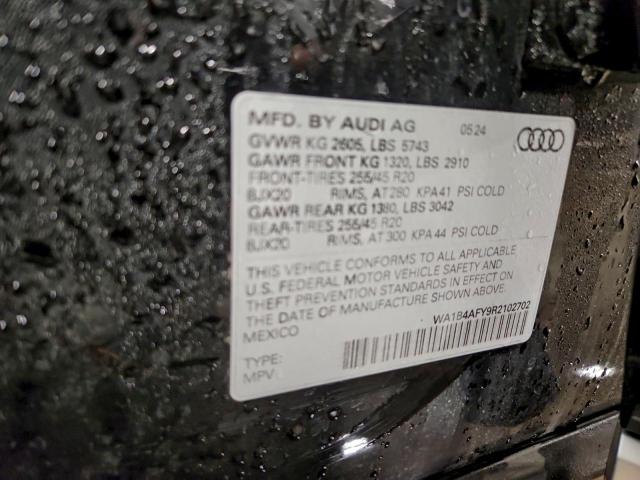 MFD. BY AUDI AG 05.24
GVWR KG 2605, LBS 5743
GAWR FRONT KG 1320, LBS 2910
FRONT-TIRES 255/45 R20
8JX20 RIMS, AT 280 KPA 41 PSI COLD
GAWR REAR KG 1380, LBS 3042
REAR-TIRES 255/45 R20
8JX20 RIMS, AT 300 KPA 44 PSI COLD
THIS VEHICLE CONFORMS TO ALL APPLICABLE
U.S. FEDERAL MOTOR VEHICLE SAFETY AND
THEFT PREVENTION STANDARDS IN EFFECT ON
THE DATE OF MANUFACTURE SHOWN ABOVE.
MEXICO
WA1B4AFY9R2102702
TYPE:
MPV